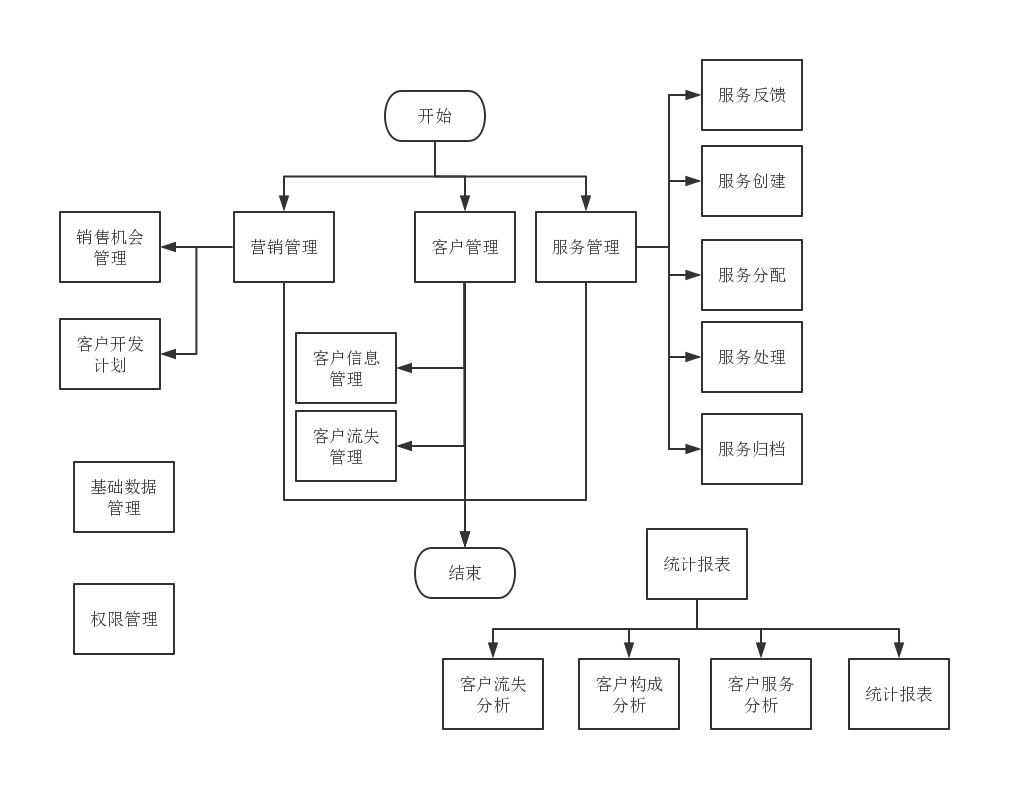 开始
服务反馈
服务创建
销售机会
管理
营销管理
客户管理
服务管理
服务分配
客户开发
计划
客户信息
管理
服务处理
客户流失
管理
服务归档
基础数据
管理
结束
统计报表
权限管理
客户流失
分析
客户构成
分析
客户服务
分析
统计报表